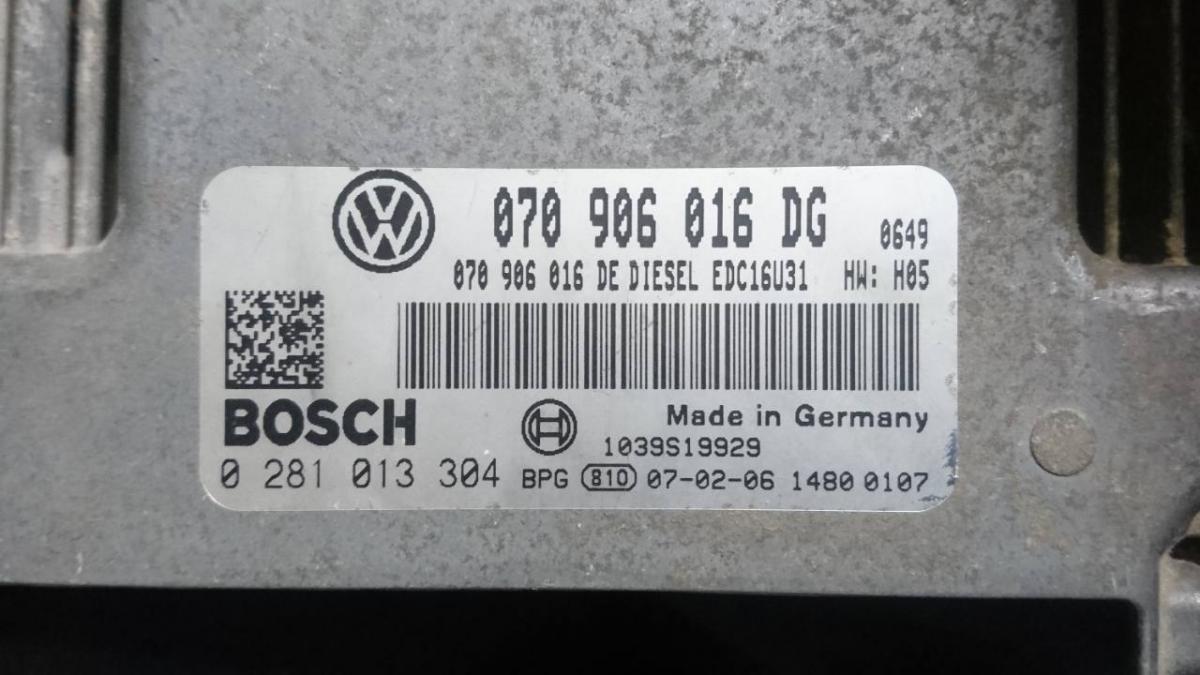 070 906 016 DG 0649
070 906 016 DE DIESEL EDC16U31 HW: H05
BOSCH
Made in Germany
1039S19929
0 281 013 304 BPG 810 07-02-06 1480 0107